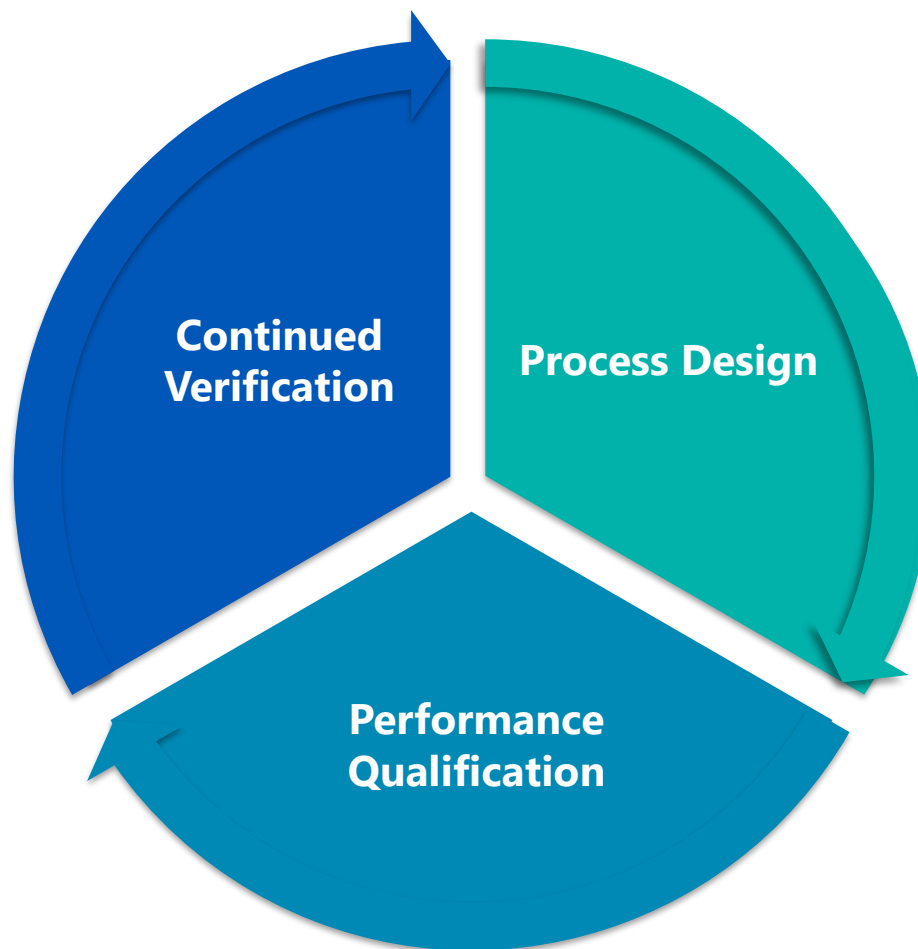 Continued
Verification
Process Design
Performance
Qualification